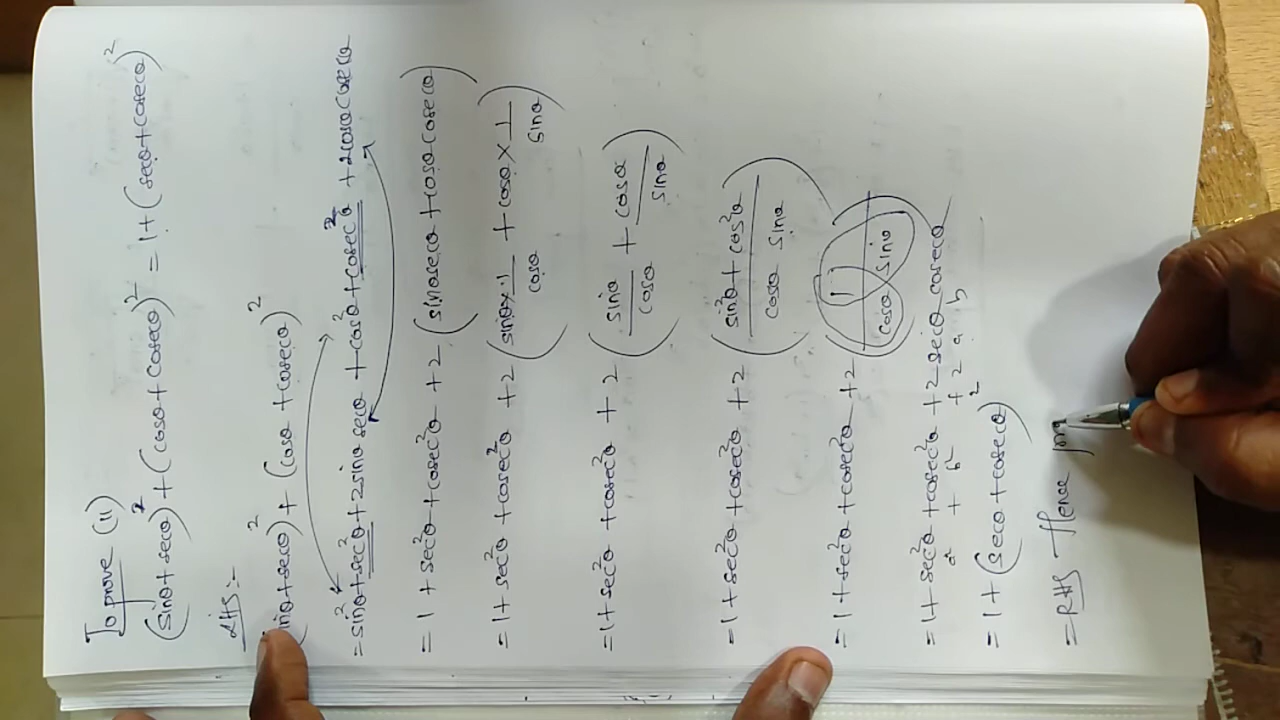 To prove (ii)
(sinθ + secθ)² + (cosθ + cosecθ)² = 1 + (secθ + cosecθ)²
LHS :-
(sinθ + secθ)² + (cosθ + cosecθ)²
= sin²θ + sec²θ + 2sinθ secθ + cos²θ + cosec²θ + 2cosθ cosecθ
= 1 + sec²θ + cosec²θ + 2 (sinθ secθ + cosθ cosecθ)
= 1 + sec²θ + cosec²θ + 2 (sinθ × 1/cosθ + cosθ × 1/sinθ)
= 1 + sec²θ + cosec²θ + 2 (sinθ/cosθ + cosθ/sinθ)
= 1 + sec²θ + cosec²θ + 2 (sin²θ + cos²θ / cosθ sinθ)
= 1 + sec²θ + cosec²θ + 2 (1 / cosθ sinθ)
= 1 + sec²θ + cosec²θ + 2 secθ cosecθ
a² + b² + 2 a b
= 1 + (secθ + cosecθ)²
= RHS Hence